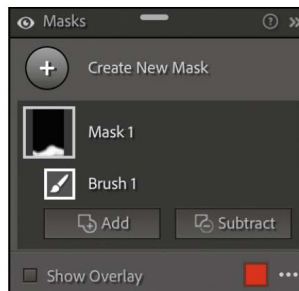 Masks
Create New Mask
Mask 1
Brush 1
Add Subtract
Show Overlay